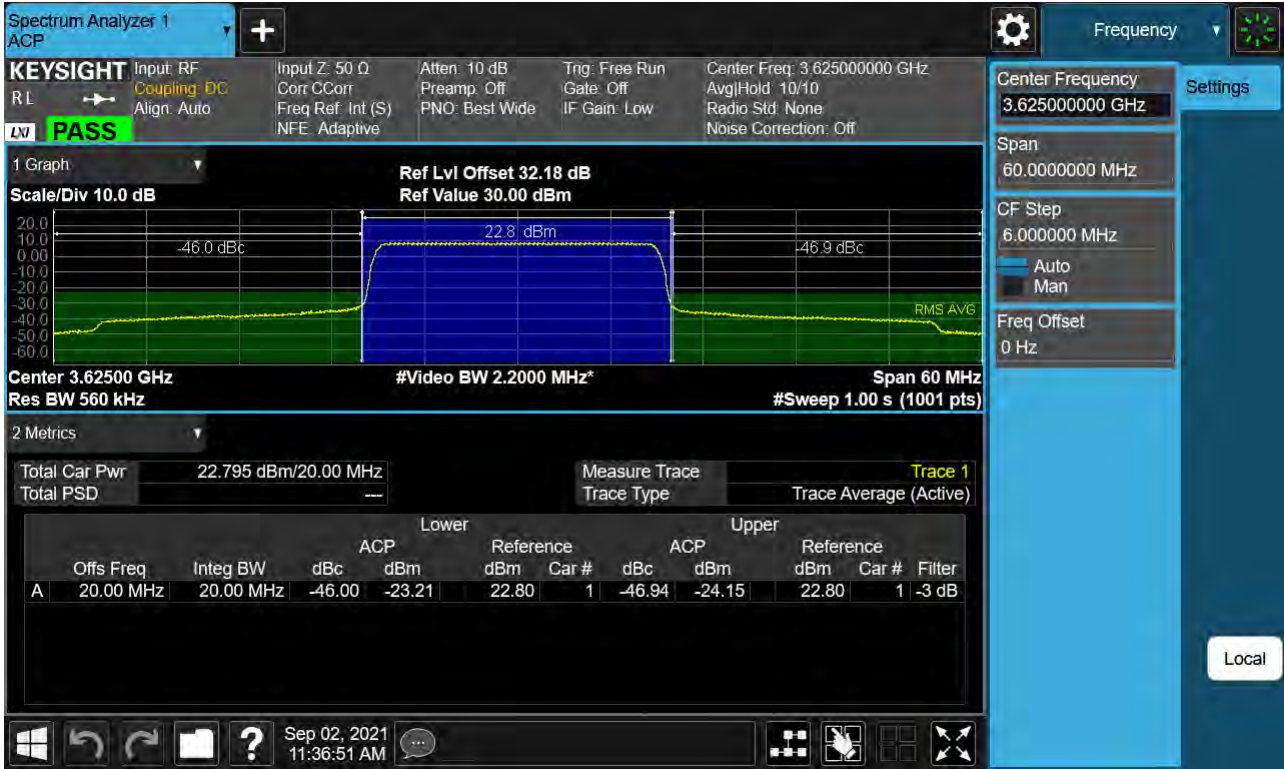 Spectrum Analyzer 1
ACP
Frequency
KEYSIGHT Input: RF Input Z: 50 Ω Atten: 10 dB Trig: Free Run Center Freq: 3.625000000 GHz
RL Coupling: DC Corr CCorr Preamp: Off Gate: Off Avg|Hold: 10/10
Align: Auto Freq Ref: Int (S) PNO: Best Wide IF Gain: Low Radio Std: None
LXI PASS NFE: Adaptive Noise Correction: Off
1 Graph
Ref Lvl Offset 32.18 dB
Scale/Div 10.0 dB Ref Value 30.00 dBm
20.0
10.0
0.00
-10.0
-20.0
-30.0
-40.0
-50.0
-60.0
-46.0 dBc 22.8 dBm -46.9 dBc
RMS AVG
Center 3.62500 GHz #Video BW 2.2000 MHz* Span 60 MHz
Res BW 560 kHz #Sweep 1.00 s (1001 pts)
2 Metrics
Total Car Pwr 22.795 dBm/20.00 MHz Measure Trace Trace 1
Total PSD --- Trace Type Trace Average (Active)
Lower Upper
ACP Reference ACP Reference
Offs Freq Integ BW dBc dBm dBm Car # dBc dBm dBm Car # Filter
A 20.00 MHz 20.00 MHz -46.00 -23.21 22.80 1 -46.94 -24.15 22.80 1 -3 dB
Sep 02, 2021
11:36:51 AM
Center Frequency
3.625000000 GHz
Settings
Span
60.0000000 MHz
CF Step
6.000000 MHz
Auto
Man
Freq Offset
0 Hz
Local